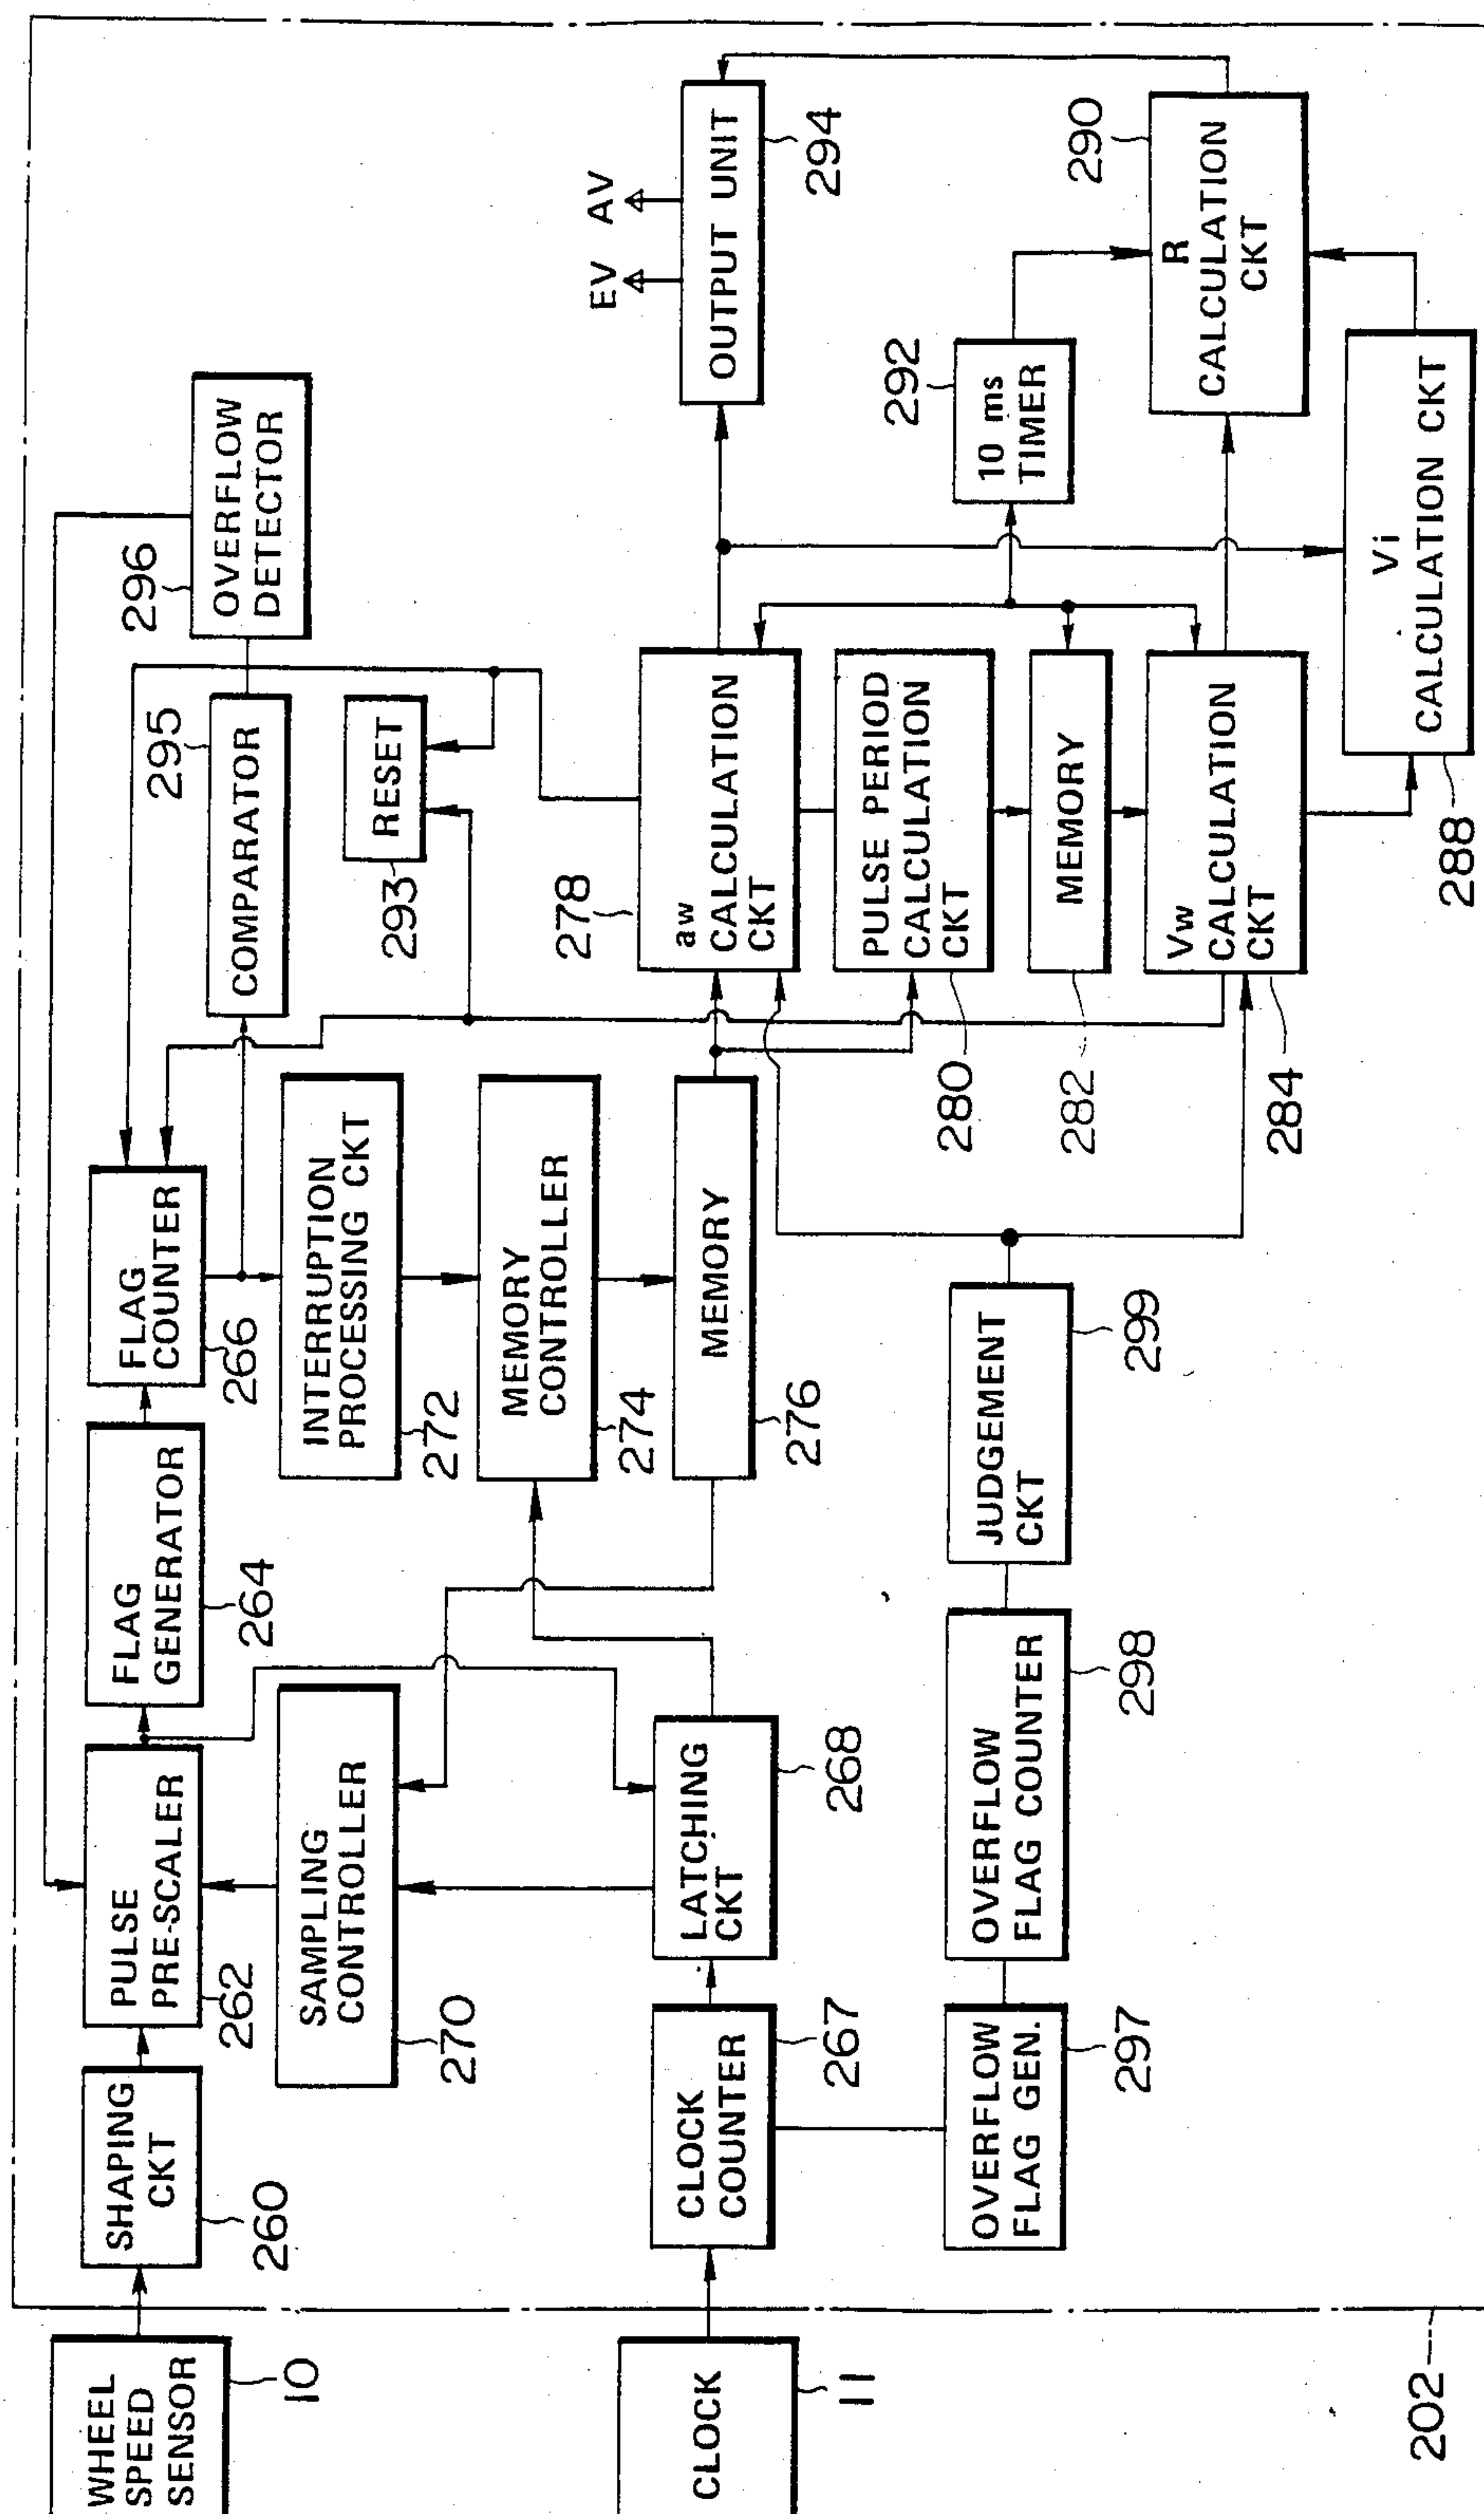 WHEEL
SPEED
SENSOR
10
SHAPING
CKT
260
PULSE
PRE-SCALER
262
FLAG
GENERATOR
264
FLAG
COUNTER
266
OVERFLOW
DETECTOR
296
COMPARATOR
295
RESET
293
SAMPLING
CONTROLLER
270
INTERRUPTION
PROCESSING CKT
272
MEMORY
CONTROLLER
274
MEMORY
276
CLOCK
11
CLOCK
COUNTER
267
LATCHING
CKT
268
OVERFLOW
FLAG GEN.
297
OVERFLOW
FLAG COUNTER
298
JUDGEMENT
CKT
299
aw
CALCULATION
CKT
278
PULSE PERIOD
CALCULATION
CKT
280
MEMORY
282
Vw
CALCULATION
CKT
284
EV AV
OUTPUT UNIT
294
10 ms
TIMER
292
R
CALCULATION
CKT
290
Vi
CALCULATION CKT
288
202